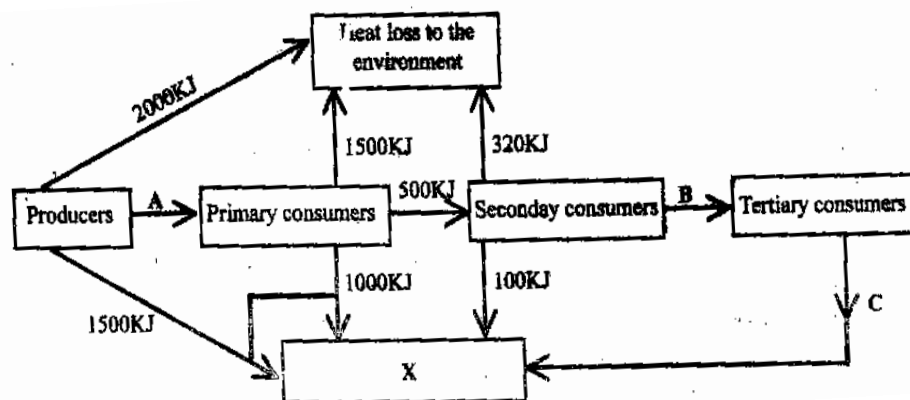 Heat loss to the
environment
2000KJ
1500KJ
320KJ
Producers
A
Primary consumers
500KJ
Seconday consumers
B
Tertiary consumers
1500KJ
1000KJ
100KJ
C
X